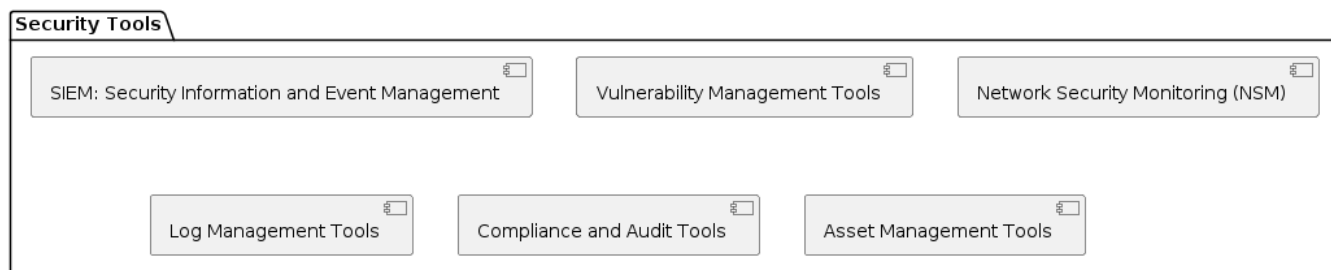 Security Tools
SIEM: Security Information and Event Management
Vulnerability Management Tools
Network Security Monitoring (NSM)
Log Management Tools
Compliance and Audit Tools
Asset Management Tools